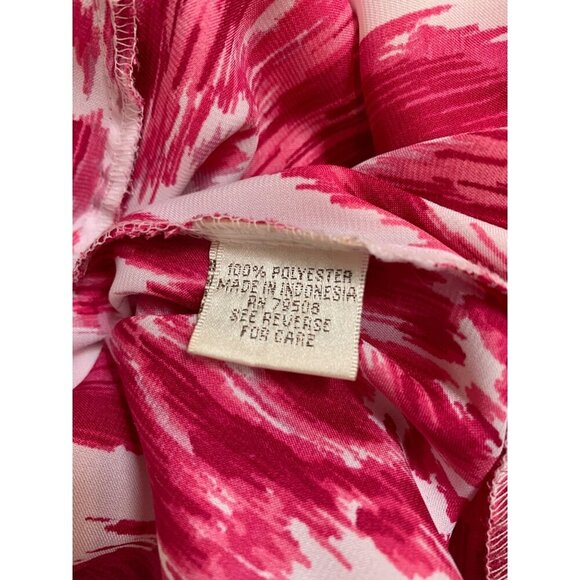 100% POLYESTER
MADE IN INDONESIA
RN 79508
SEE REVERSE
FOR CARE